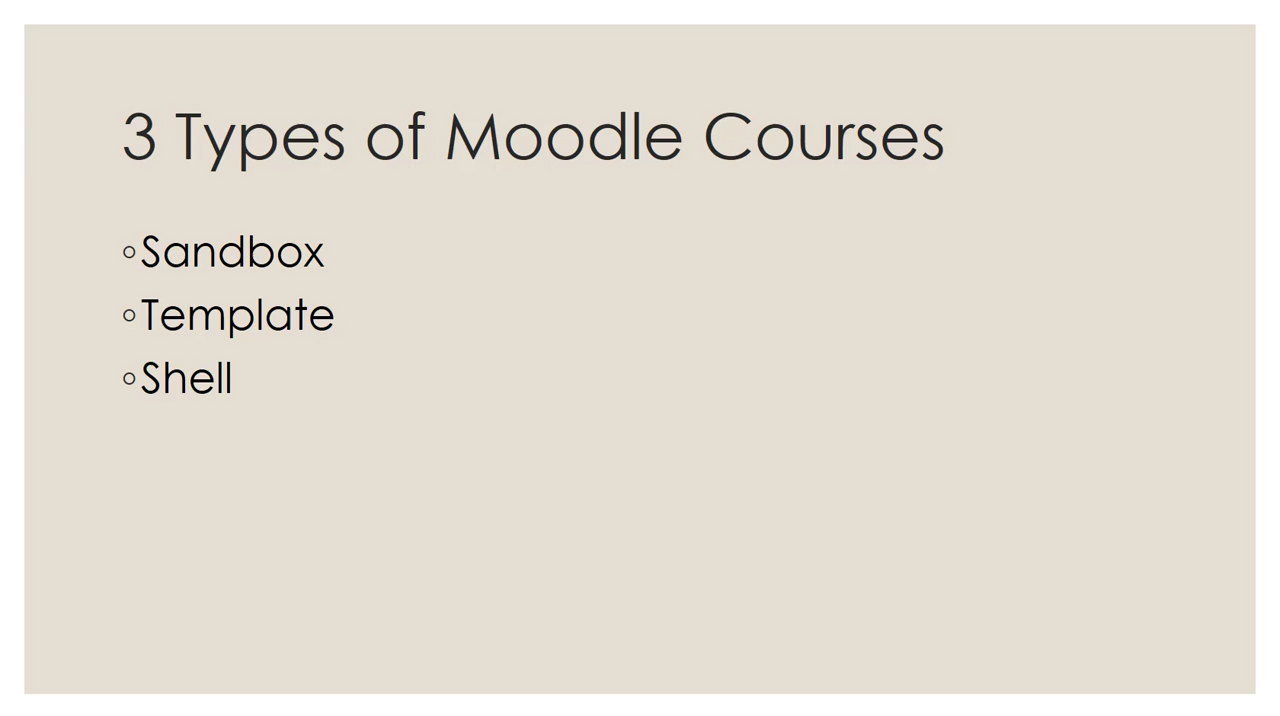 3 Types of Moodle Courses
◦Sandbox
◦Template
◦Shell